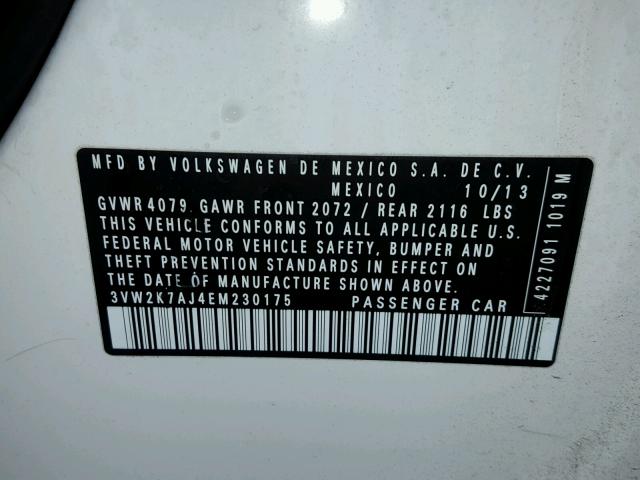 MFD BY VOLKSWAGEN DE MEXICO S.A. DE C.V.
MEXICO 10/13
GVWR 4079. GAWR FRONT 2072 / REAR 2116 LBS
THIS VEHICLE CONFORMS TO ALL APPLICABLE U.S.
FEDERAL MOTOR VEHICLE SAFETY, BUMPER AND
THEFT PREVENTION STANDARDS IN EFFECT ON
THE DATE OF MANUFACTURE SHOWN ABOVE.
3VW2K7AJ4EM230175 PASSENGER CAR
4227091 1019 M